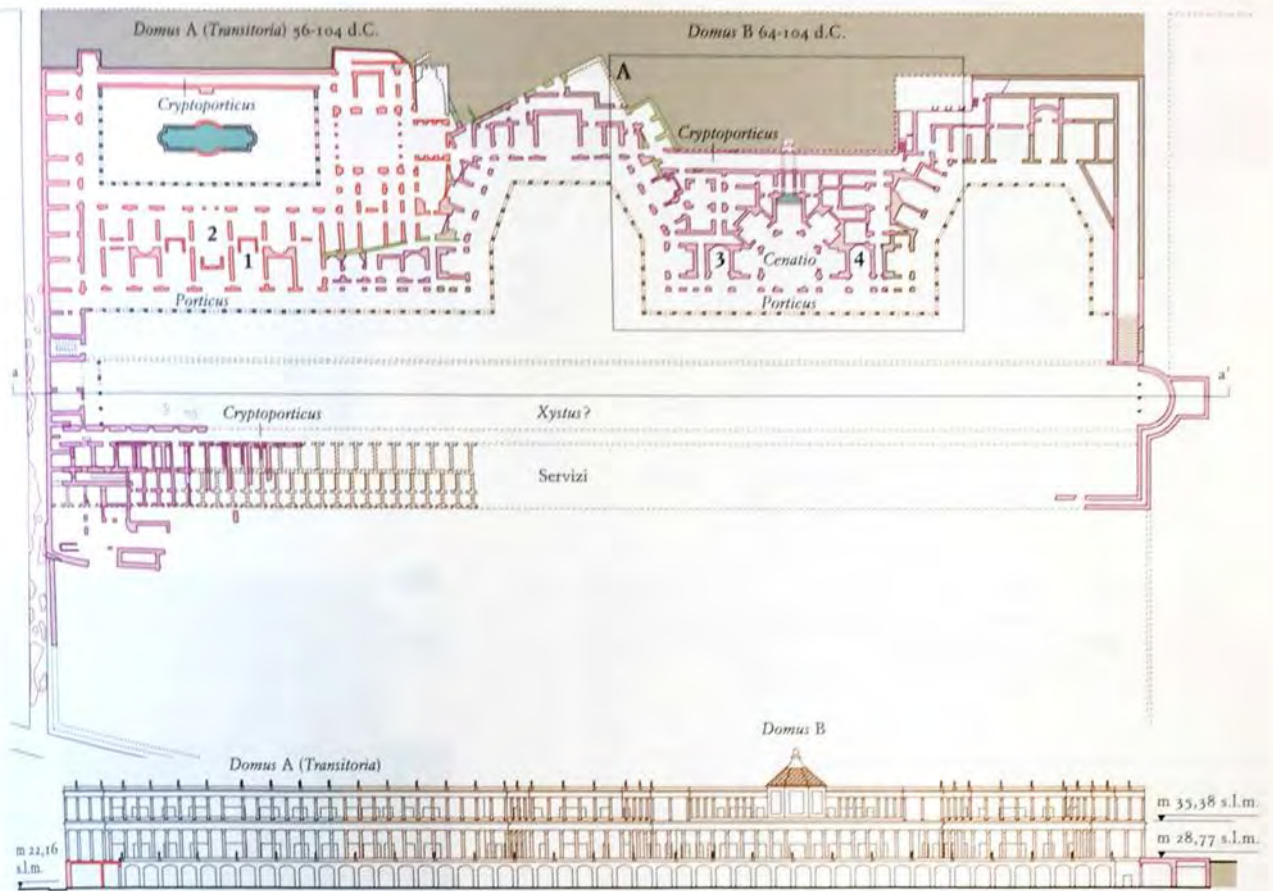 Domus A (Transitoria) 56-104 d.C.
Domus B 64-104 d.C.
A
Cryptoporticus
Cryptoporticus
2
1
3
Cenatio
4
Porticus
Porticus
a
a'
Cryptoporticus
Xystus?
Servizi
Domus B
Domus A (Transitoria)
m 35,38 s.l.m.
m 28,77 s.l.m.
m 22,16
s.l.m.